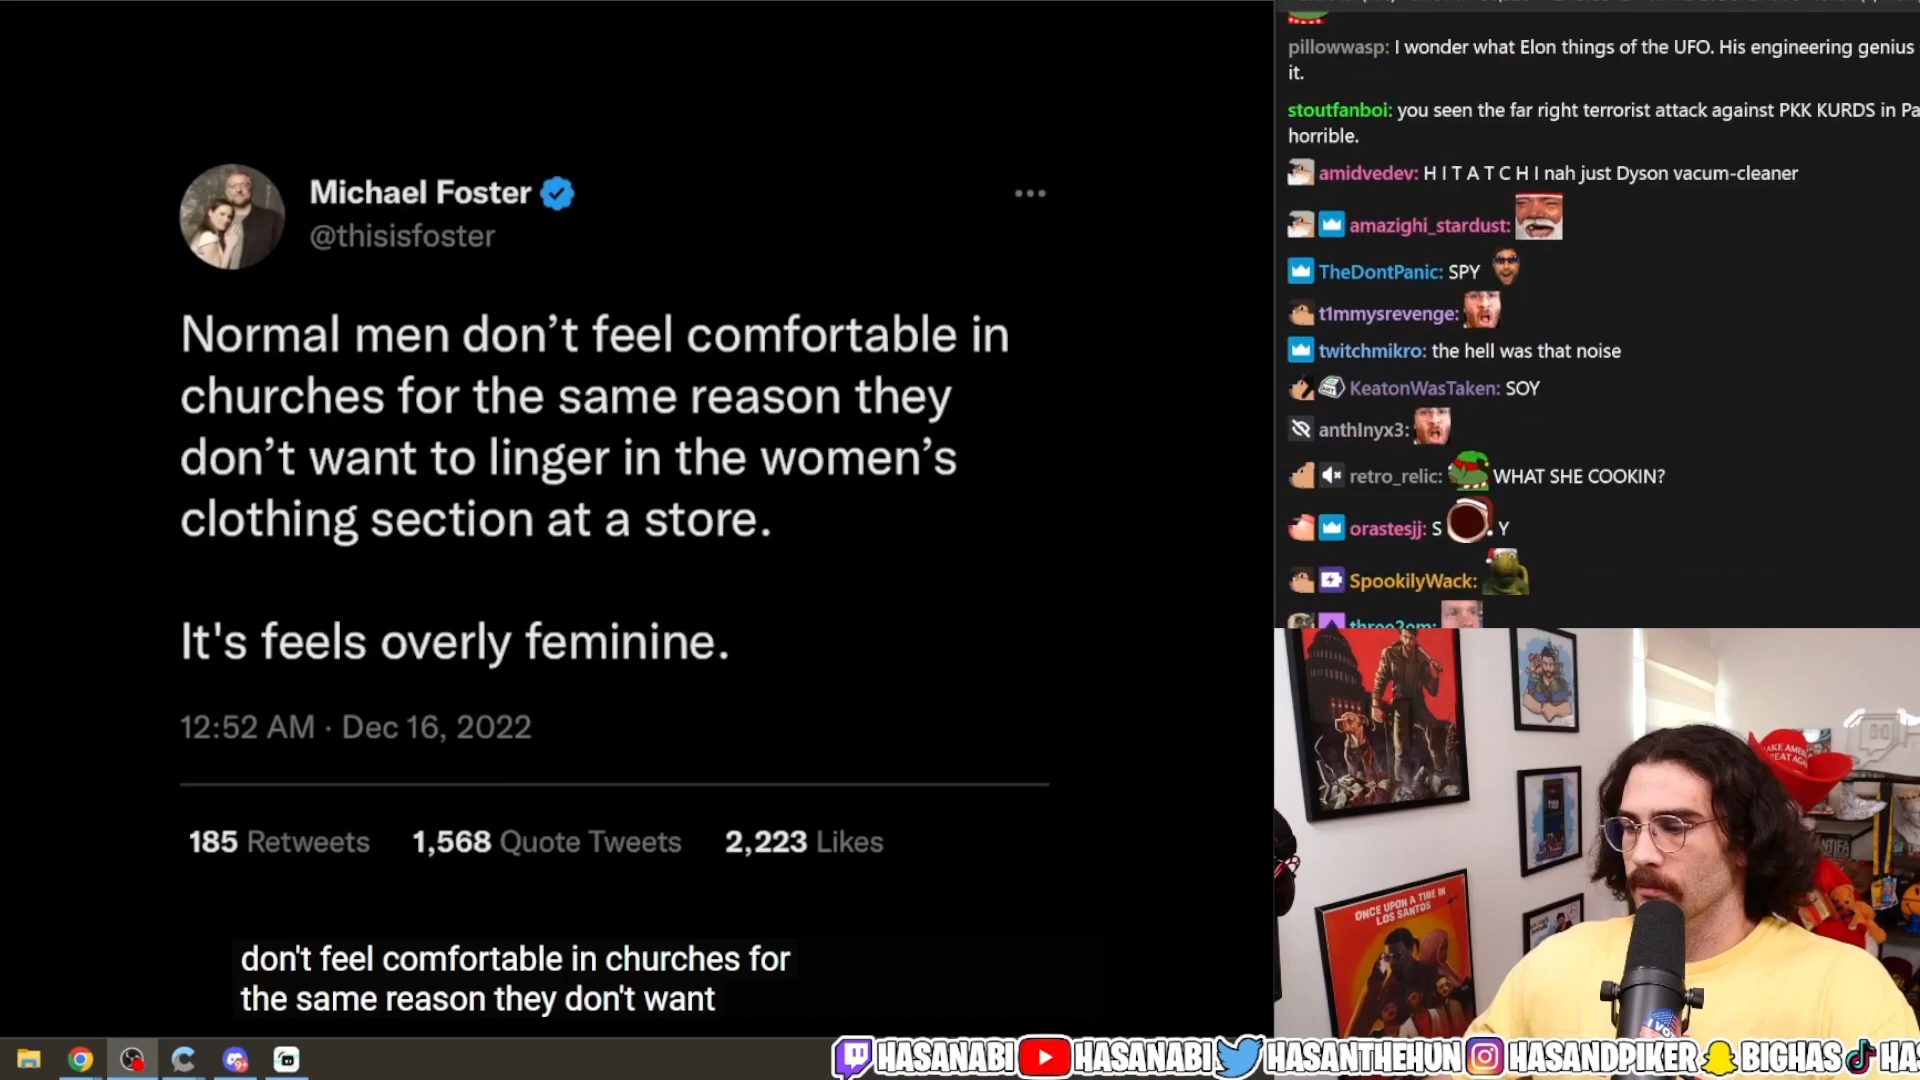 Michael Foster
@thisisfoster
Normal men don’t feel comfortable in
churches for the same reason they
don’t want to linger in the women’s
clothing section at a store.
It's feels overly feminine.
12:52 AM · Dec 16, 2022
185 Retweets 1,568 Quote Tweets 2,223 Likes
don't feel comfortable in churches for
the same reason they don't want
pillowwasp: I wonder what Elon things of the UFO. His engineering genius
it.
stoutfanboi: you seen the far right terrorist attack against PKK KURDS in Pa
horrible.
amidvedev: H I T A T C H I nah just Dyson vacum-cleaner
amazighi_stardust:
TheDontPanic: SPY
t1mmysrevenge:
twitchmikro: the hell was that noise
KeatonWasTaken: SOY
retro_relic: WHAT SHE COOKIN?
orastesjj: S . Y
SpookilyWack:
ONCE UPON A TIME IN
LOS SANTOS
ANTIFA
HASANABI HASANABI HASANTHEHUN HASANDPIKER BIGHAS HAS